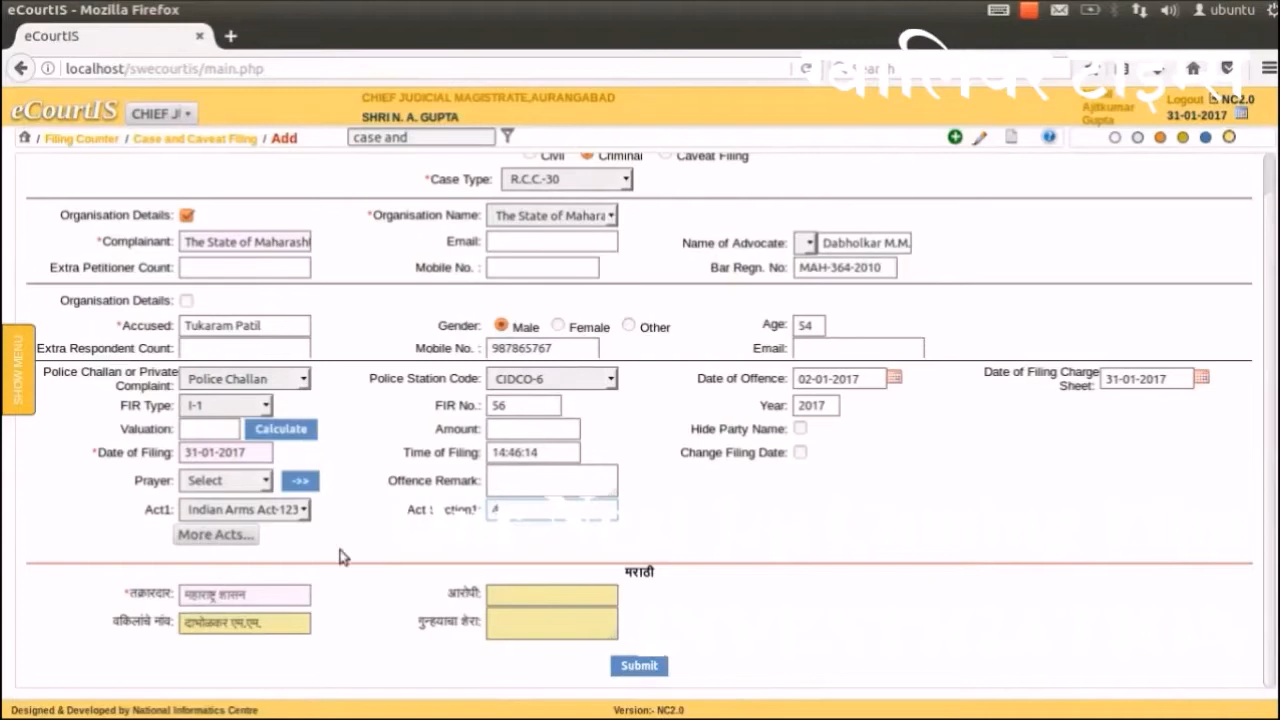 eCourtIS - Mozilla Firefox ubuntu
eCourtIS
localhost/swecourtis/main.php
eCourtIS CHIEF JI CHIEF JUDICIAL MAGISTRATE,AURANGABAD Logout NC2.0
SHRI N. A. GUPTA Ajitkumar Gupta 31-01-2017
/ Filing Counter / Case and Caveat Filing / Add case and
Civil Criminal Caveat Filing
*Case Type: R.C.C.-30
Organisation Details: *Organisation Name: The State of Mahara
*Complainant: The State of Maharash Email: Name of Advocate: Dabholkar M.M.
Extra Petitioner Count: Mobile No. : Bar Regn. No: MAH-364-2010
Organisation Details:
*Accused: Tukaram Patil Gender: Male Female Other Age: 54
Extra Respondent Count: Mobile No. : 987865767 Email:
SHOW MENU
Police Challan or Private Complaint: Police Challan Police Station Code: CIDCO-6 Date of Offence: 02-01-2017 Date of Filing Charge Sheet: 31-01-2017
FIR Type: I-1 FIR No.: 56 Year: 2017
Valuation: Calculate Amount: Hide Party Name:
*Date of Filing: 31-01-2017 Time of Filing: 14:46:14 Change Filing Date:
Prayer: Select ->> Offence Remark:
Act1: Indian Arms Act-123 Act
More Acts...
मराठी
*तक्रारदार: महाराष्ट्र शासन आरोपी:
वकिलांचे नांव: दाभोळकर एम.एम. गुन्हयाचा शेरा:
Submit
Designed & Developed by National Informatics Centre Version:- NC2.0